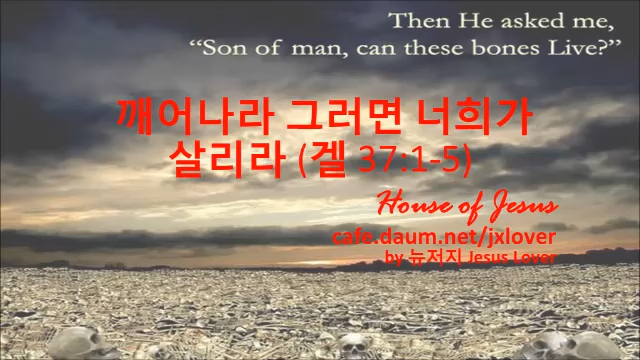 Then He asked me,
“Son of man, can these bones Live?”
깨어나라 그러면 너희가
살리라 (겔 37:1-5)
House of Jesus
cafe.daum.net/jxlover
by 뉴저지 Jesus Lover